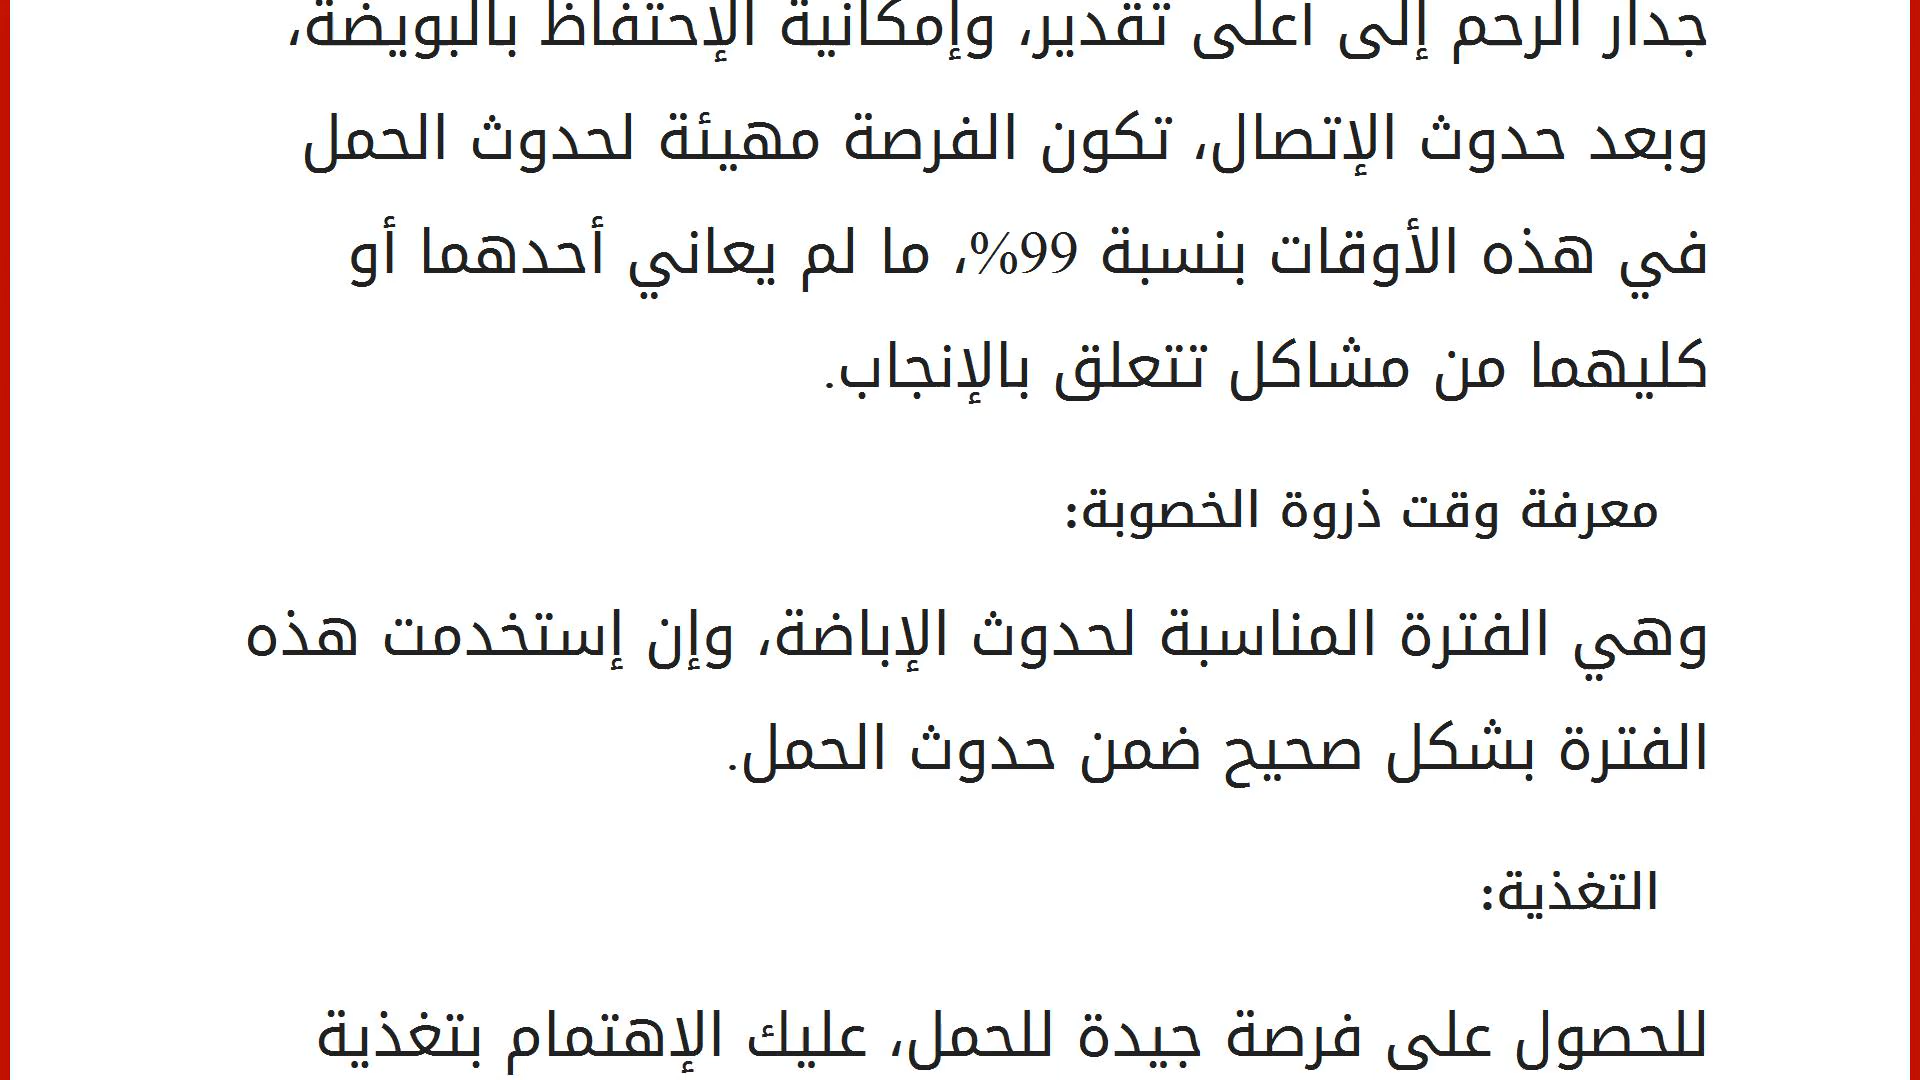 جدار الرحم إلى أعلى تقدير، وإمكانية الإحتفاظ بالبويضة،
وبعد حدوث الإتصال، تكون الفرصة مهيئة لحدوث الحمل
في هذه الأوقات بنسبة 99%، ما لم يعاني أحدهما أو
كليهما من مشاكل تتعلق بالإنجاب.
معرفة وقت ذروة الخصوبة:
وهي الفترة المناسبة لحدوث الإباضة، وإن إستخدمت هذه
الفترة بشكل صحيح ضمن حدوث الحمل.
التغذية:
للحصول على فرصة جيدة للحمل، عليك الإهتمام بتغذية